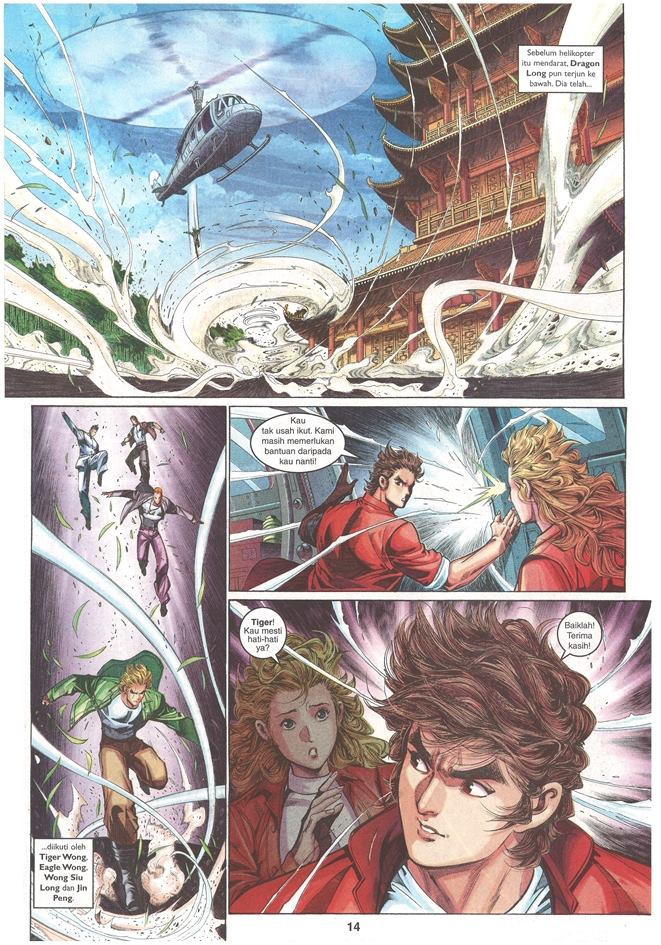 Sebelum helikopter
itu mendarat, Dragon
Long pun terjun ke
bawah. Dia telah...
...diikuti oleh
Tiger Wong,
Eagle Wong,
Wong Siu
Long dan Jin
Peng.
Kau
tak usah ikut. Kami
masih memerlukan
bantuan daripada
kau nanti!
Tiger!
Kau mesti
hati-hati
ya?
Baiklah!
Terima
kasih!
14